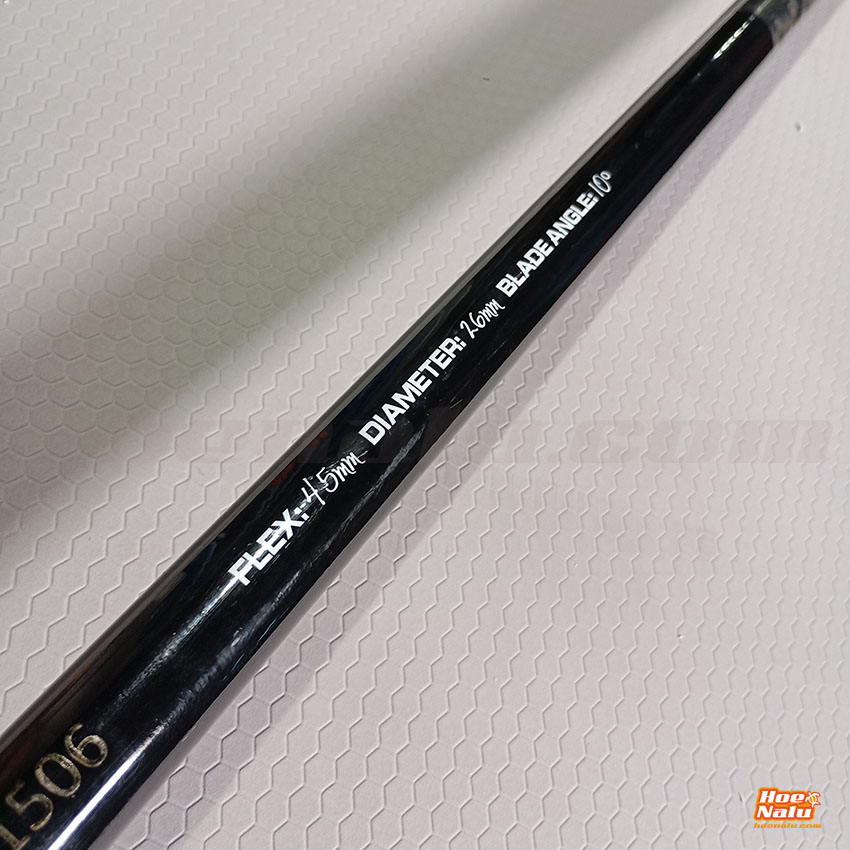 FLEX: 45mm DIAMETER: 26mm BLADE ANGLE: 10°
1506
Hoe
Nalu
hoenalu.com